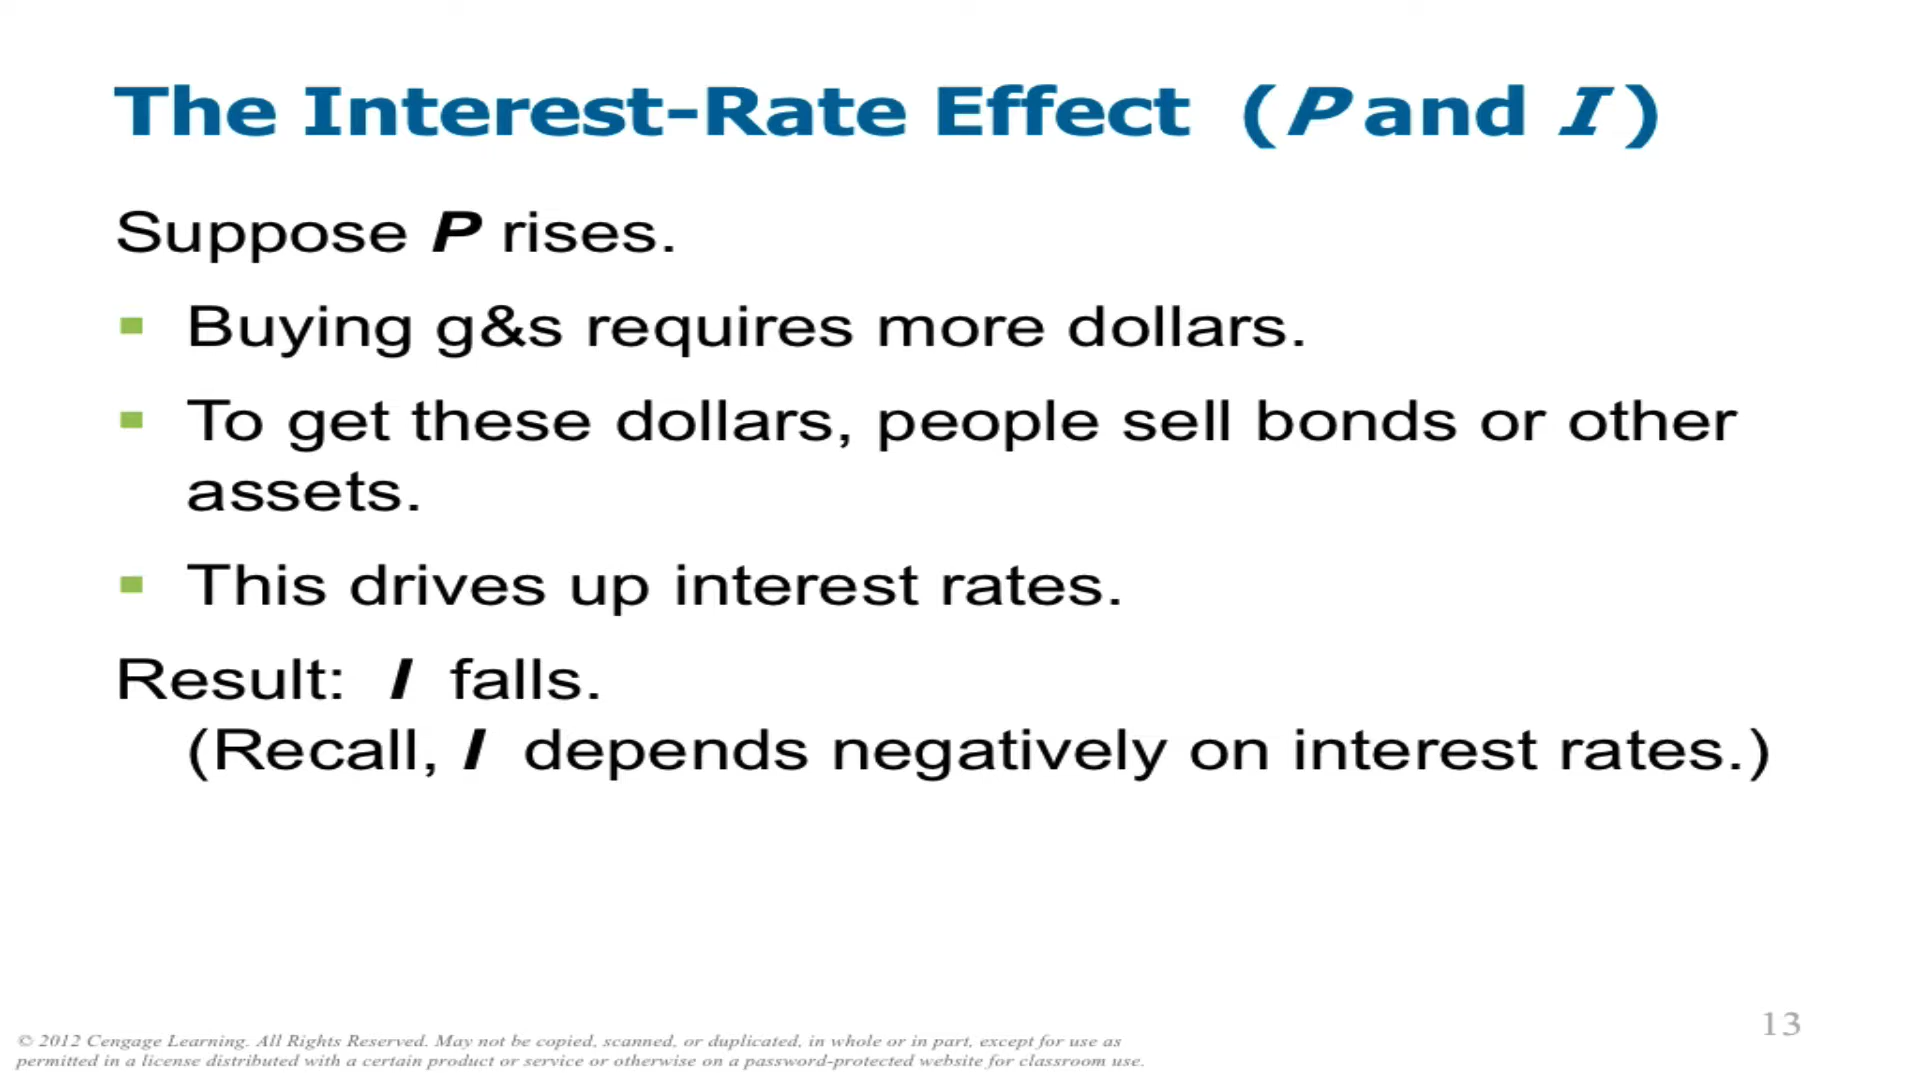 The Interest-Rate Effect (P and I)
Suppose P rises.
▪ Buying g&s requires more dollars.
▪ To get these dollars, people sell bonds or other
assets.
▪ This drives up interest rates.
Result: I falls.
(Recall, I depends negatively on interest rates.)
13
© 2012 Cengage Learning. All Rights Reserved. May not be copied, scanned, or duplicated, in whole or in part, except for use as
permitted in a license distributed with a certain product or service or otherwise on a password-protected website for classroom use.